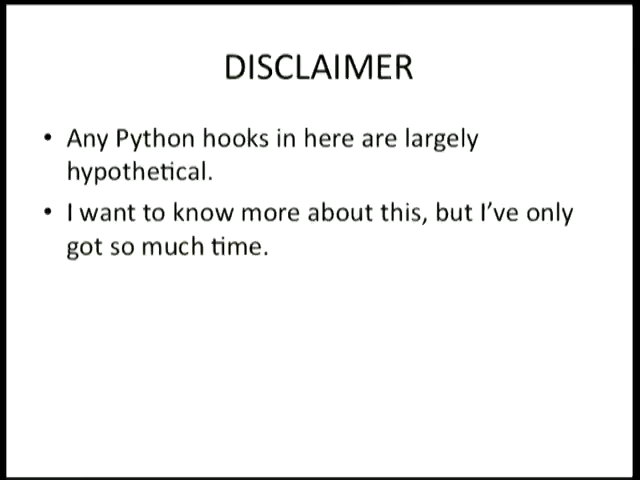 DISCLAIMER
• Any Python hooks in here are largely
hypothetical.
• I want to know more about this, but I’ve only
got so much time.